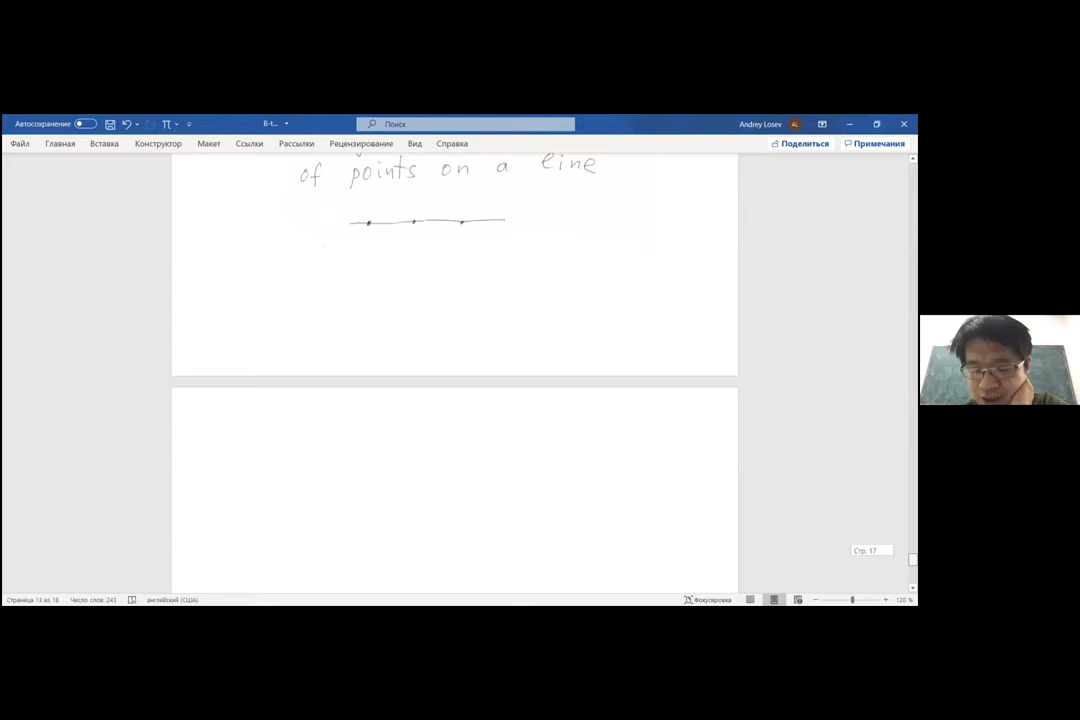 Автосохранение
B-t...
Поиск
Andrey Losev
AL
Файл
Главная
Вставка
Конструктор
Макет
Ссылки
Рассылки
Рецензирование
Вид
Справка
Поделиться
Примечания
of points on a line
Стр. 17
Страница 13 из 18
Число слов: 243
английский (США)
Фокусировка
120 %